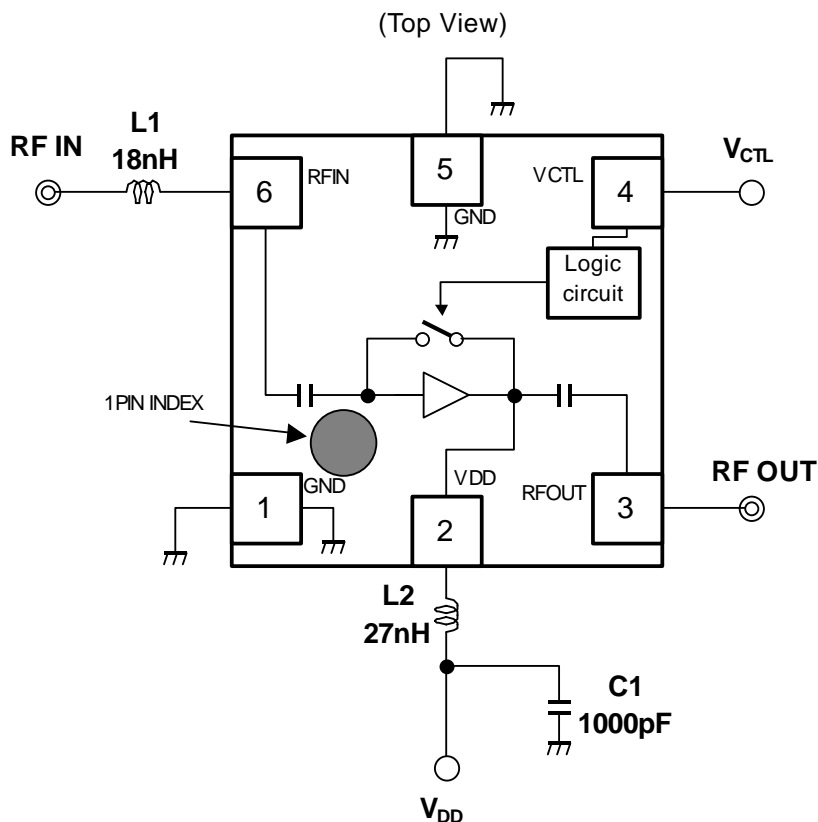 (Top View)
L1
18nH
RF IN
VCTL
6
RFIN
5
GND
VCTL
4
Logic
circuit
1PIN INDEX
GND
1
VDD
2
RFOUT
3
RF OUT
L2
27nH
C1
1000pF
VDD